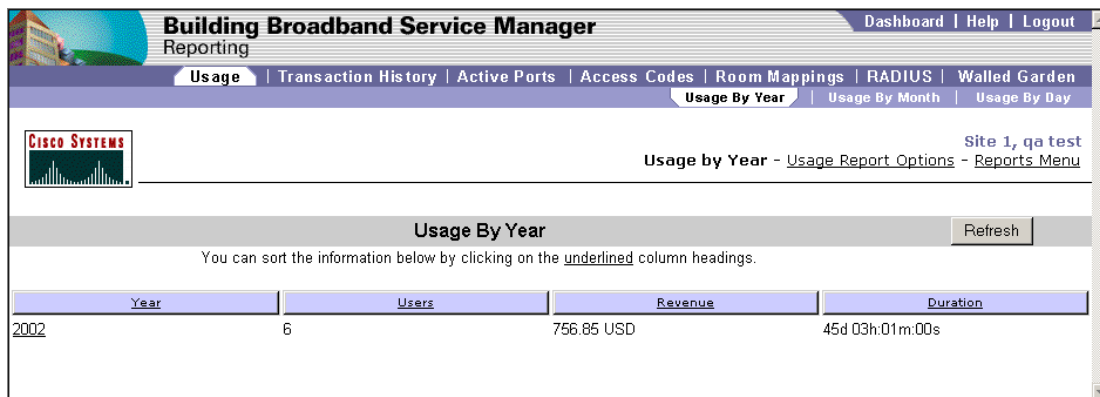 Building Broadband Service Manager
Dashboard | Help | Logout
Reporting
Usage | Transaction History | Active Ports | Access Codes | Room Mappings | RADIUS | Walled Garden
Usage By Year | Usage By Month | Usage By Day
CISCO SYSTEMS
Site 1, qa test
Usage by Year - Usage Report Options - Reports Menu
Usage By Year
Refresh
You can sort the information below by clicking on the underlined column headings.
Year Users Revenue Duration
2002 6 756.85 USD 45d 03h:01m:00s